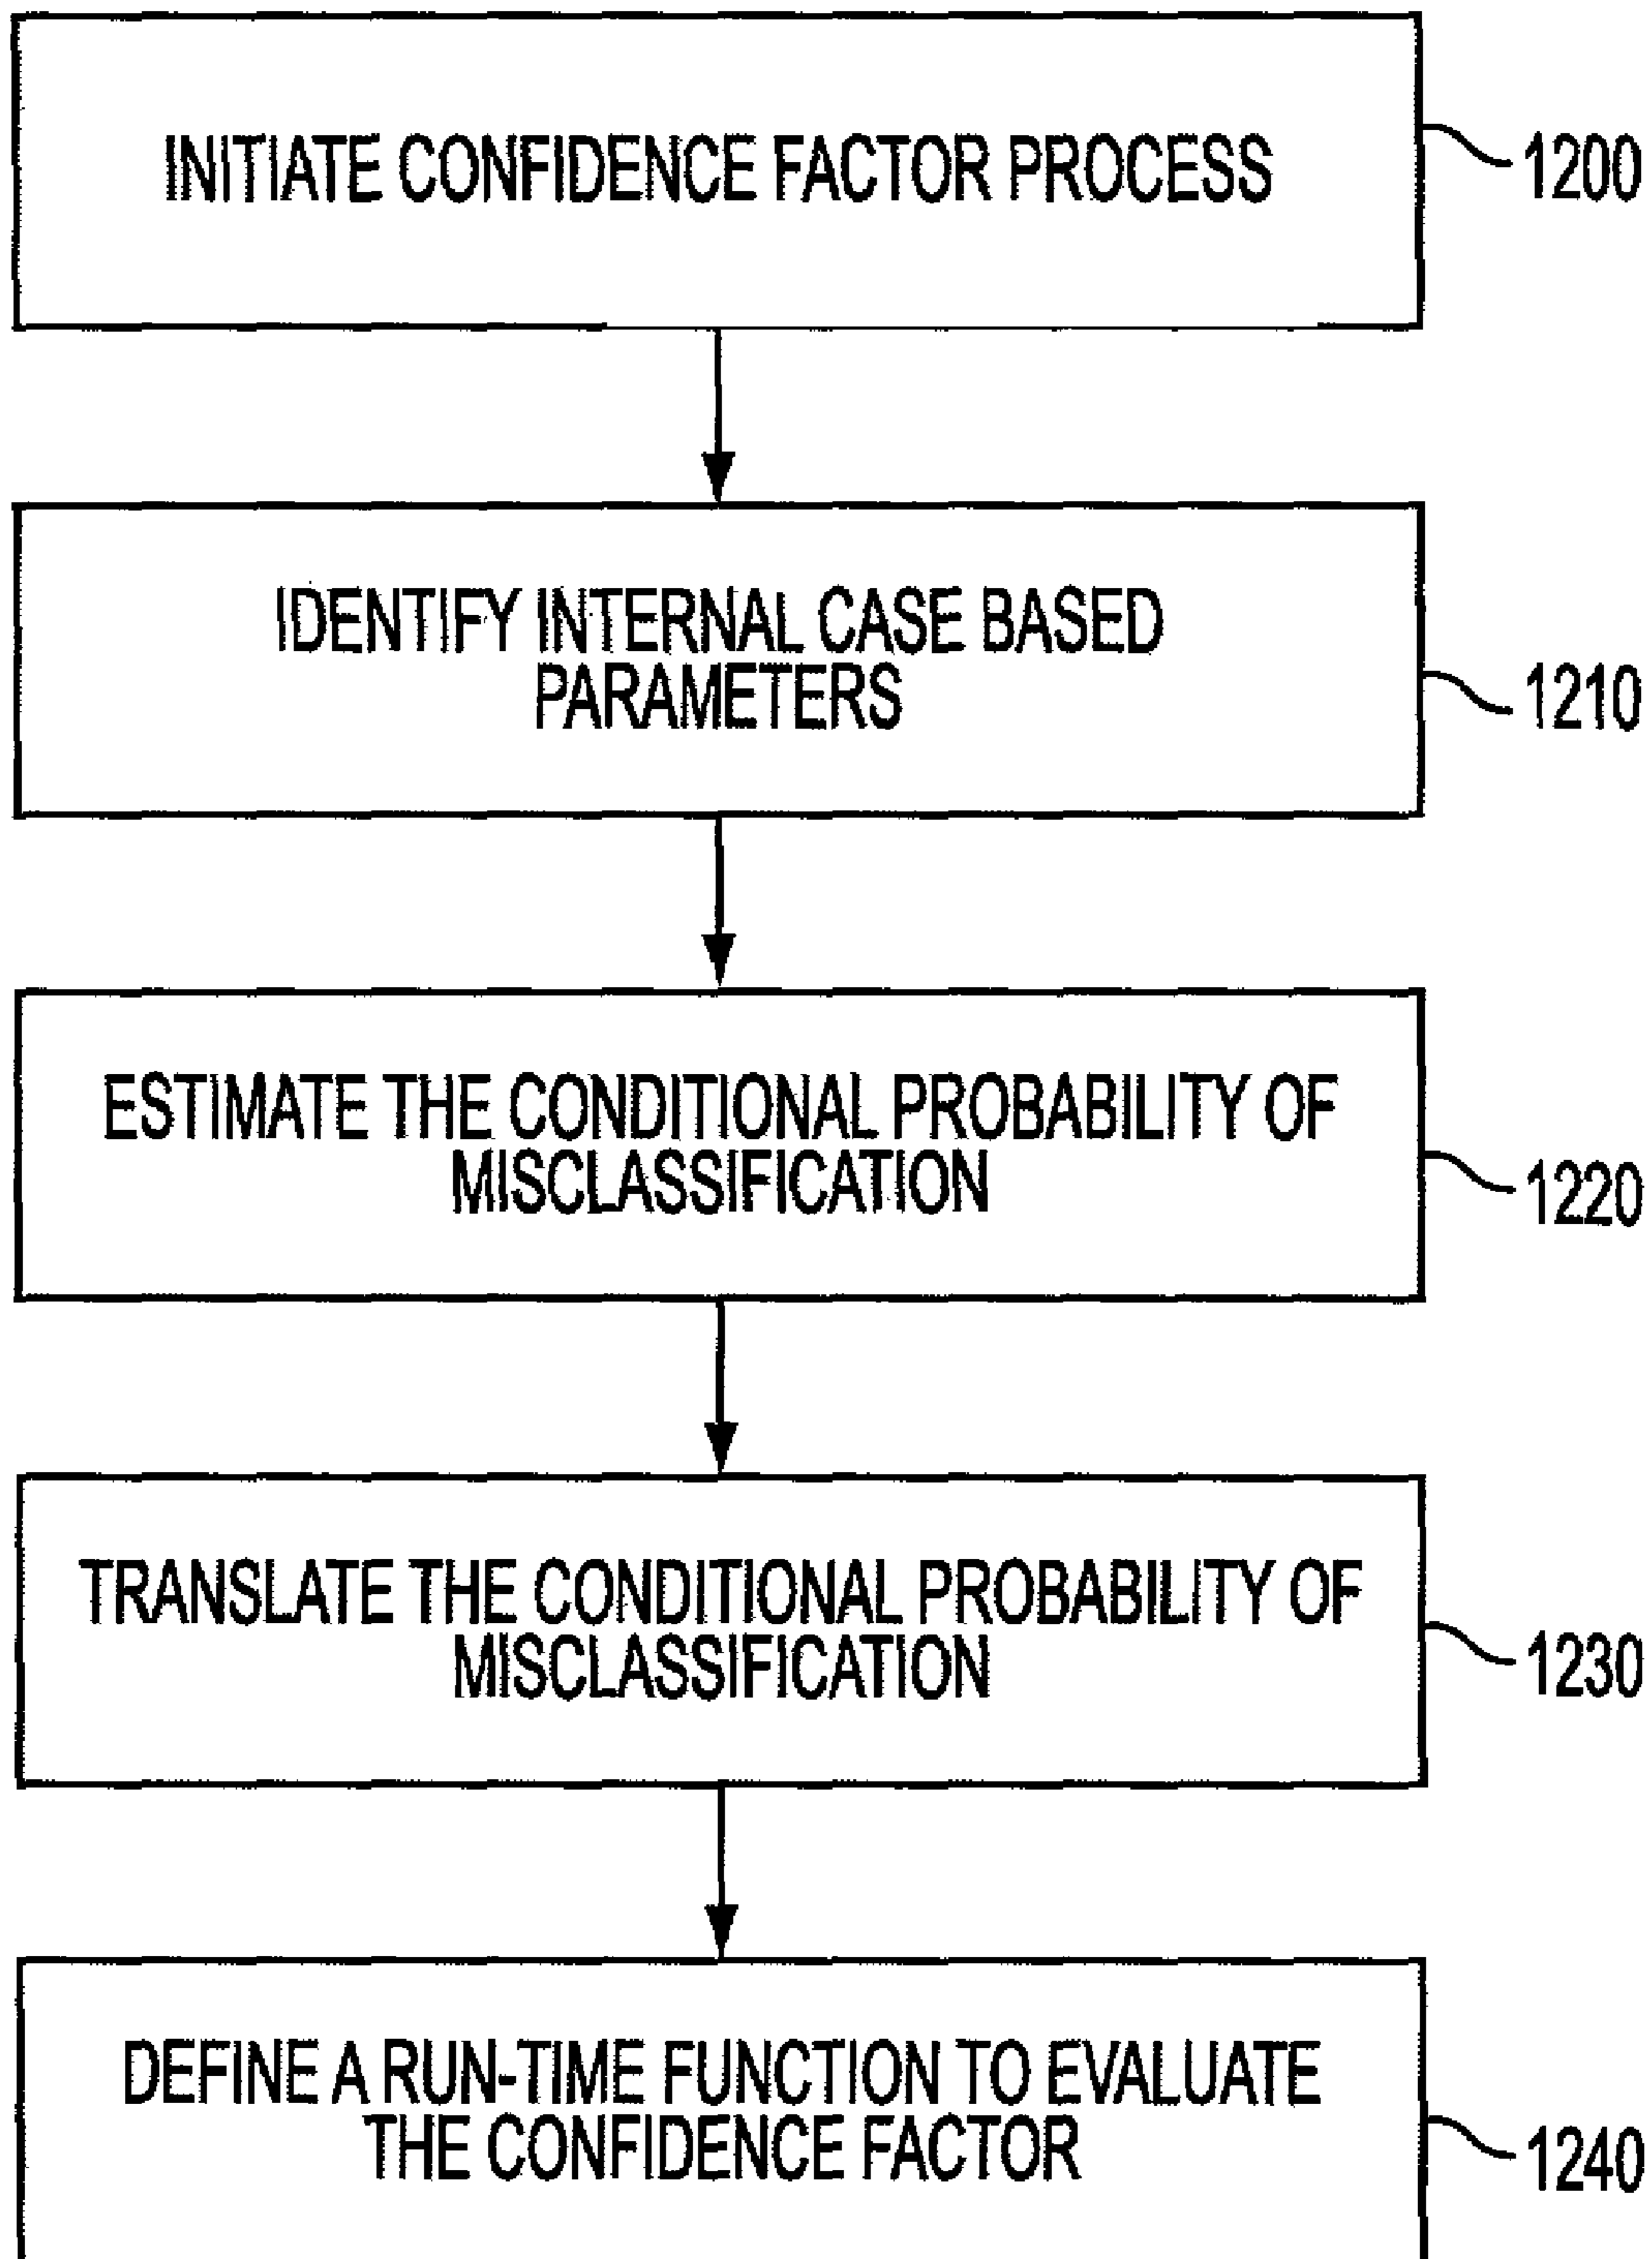 INITIATE CONFIDENCE FACTOR PROCESS
1200
IDENTIFY INTERNAL CASE BASED
PARAMETERS
1210
ESTIMATE THE CONDITIONAL PROBABILITY OF
MISCLASSIFICATION
1220
TRANSLATE THE CONDITIONAL PROBABILITY OF
MISCLASSIFICATION
1230
DEFINE A RUN-TIME FUNCTION TO EVALUATE
THE CONFIDENCE FACTOR
1240